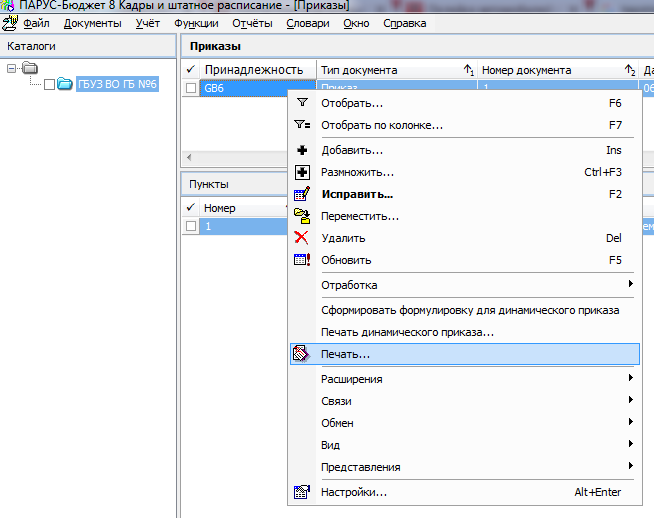 ПАРУС-Бюджет 8 Кадры и штатное расписание - [Приказы]
Файл Документы Учёт Функции Отчёты Словари Окно Справка
Каталоги
ГБУЗ ВО ГБ №6
Приказы
Принадлежность Тип документа 1 Номер документа 2 Да
GB6 Приказ 1 06
Отобрать... F6
Отобрать по колонке... F7
Добавить... Ins
Размножить... Ctrl+F3
Исправить... F2
Переместить...
Удалить Del
Обновить F5
Отработка
Сформировать формулировку для динамического приказа
Печать динамического приказа...
Печать...
Расширения
Связи
Обмен
Вид
Представления
Настройки... Alt+Enter
Пункты
Номер
1